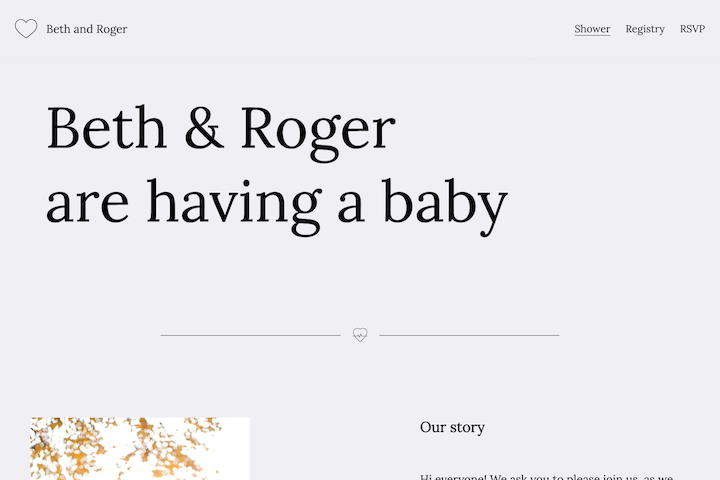 Beth and Roger
Shower Registry RSVP
Beth & Roger
are having a baby
Our story
Hi everyone! We ask you to please join us, as we